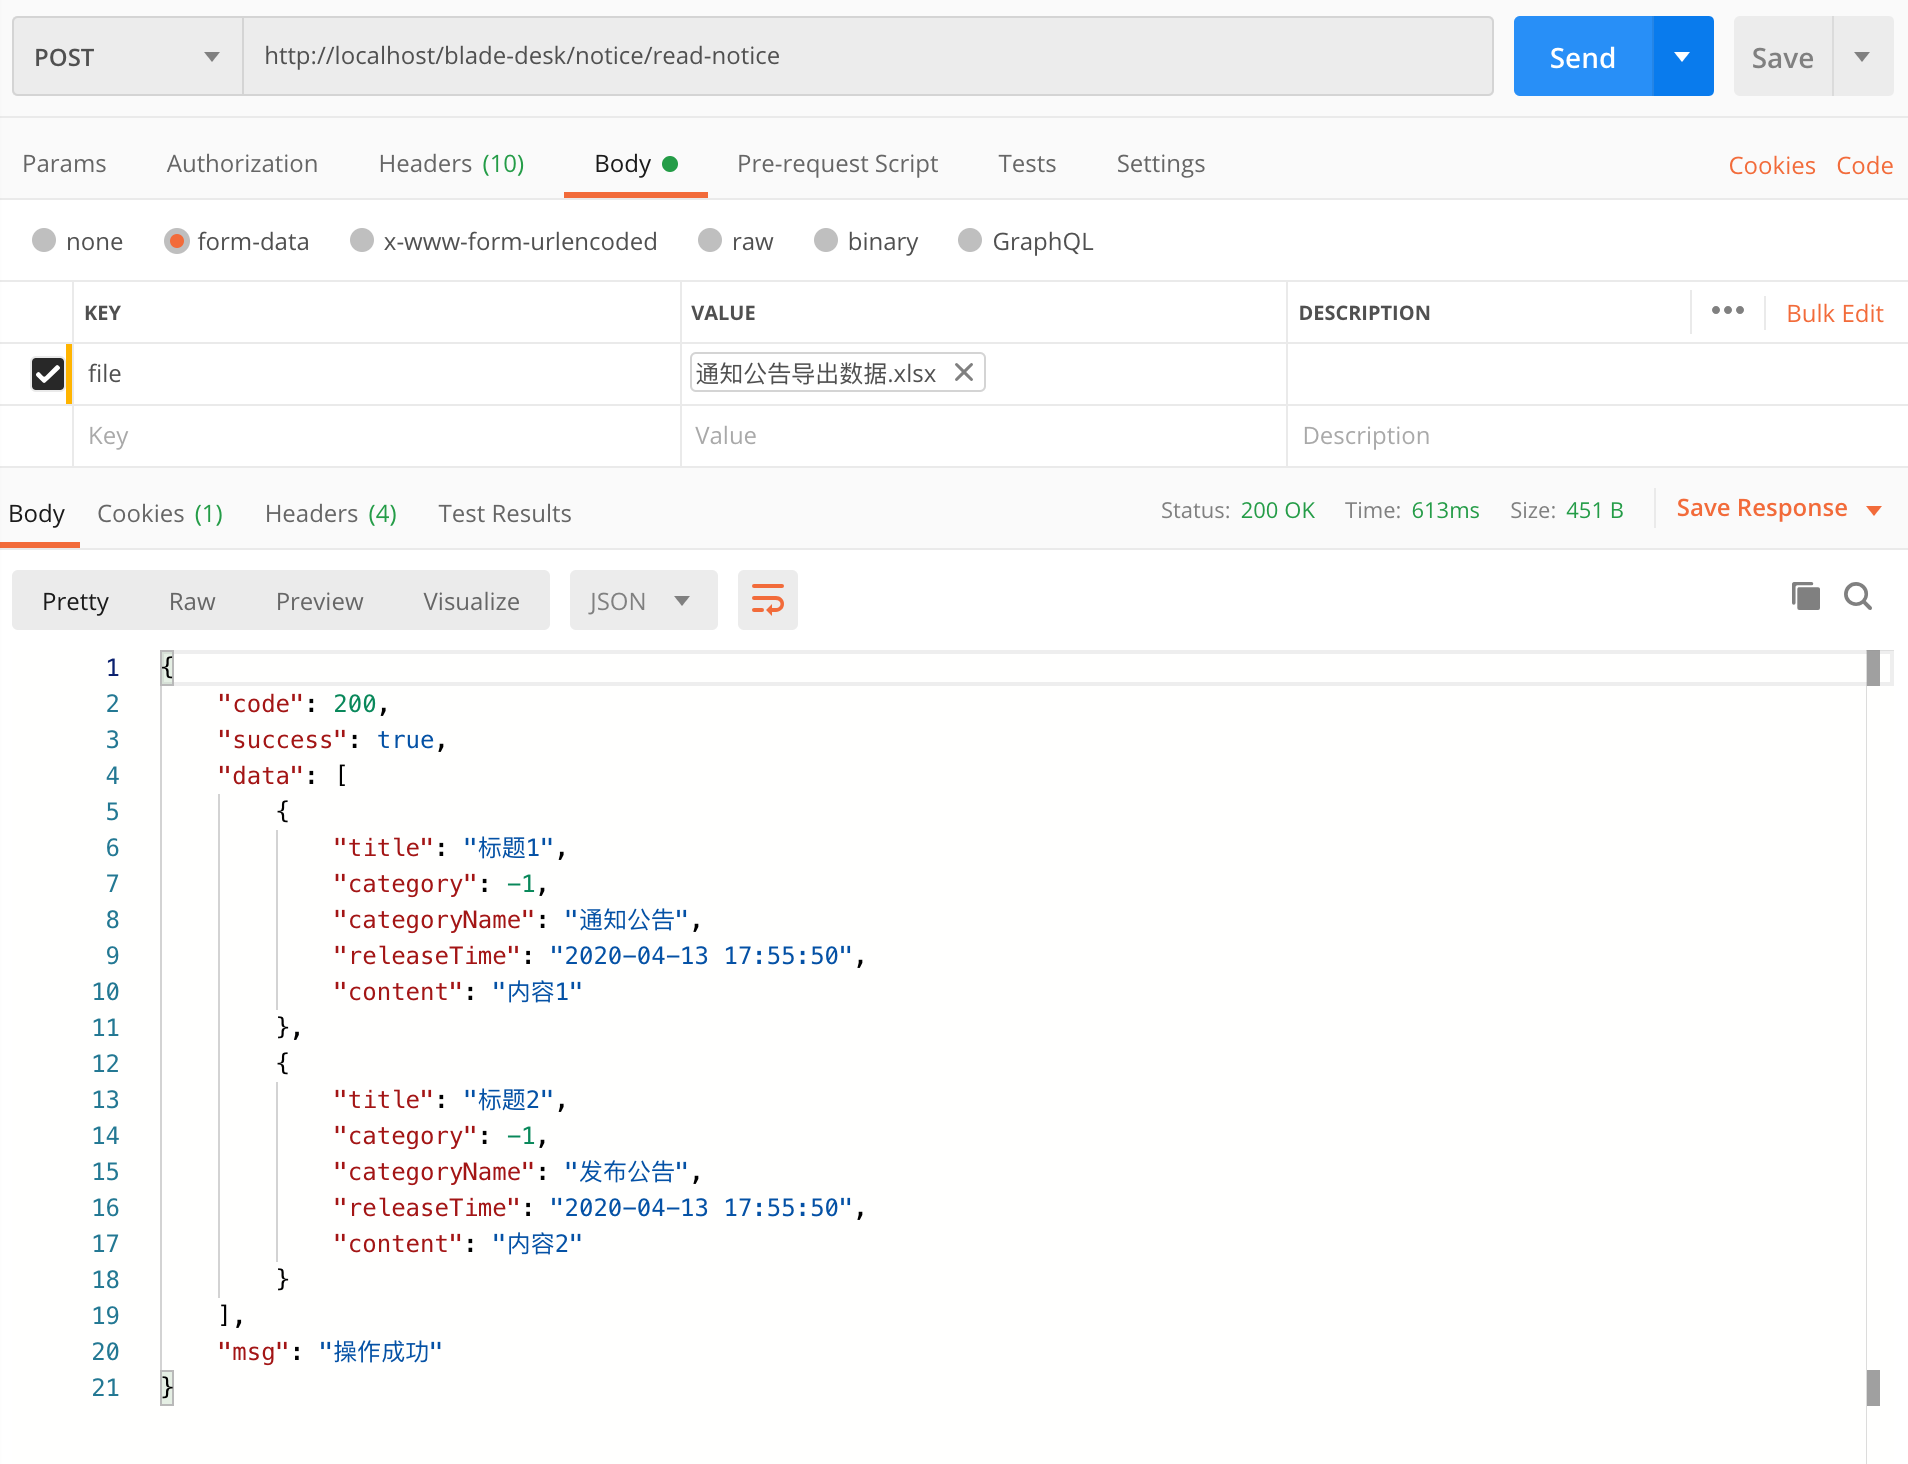 POST http://localhost/blade-desk/notice/read-notice Send Save
Params Authorization Headers (10) Body Pre-request Script Tests Settings Cookies Code
none form-data x-www-form-urlencoded raw binary GraphQL
KEY VALUE DESCRIPTION ••• Bulk Edit
file 通知公告导出数据.xlsx
Key Value Description
Body Cookies (1) Headers (4) Test Results Status: 200 OK Time: 613ms Size: 451 B Save Response
Pretty Raw Preview Visualize JSON
1 {
2 "code": 200,
3 "success": true,
4 "data": [
5 {
6 "title": "标题1",
7 "category": -1,
8 "categoryName": "通知公告",
9 "releaseTime": "2020-04-13 17:55:50",
10 "content": "内容1"
11 },
12 {
13 "title": "标题2",
14 "category": -1,
15 "categoryName": "发布公告",
16 "releaseTime": "2020-04-13 17:55:50",
17 "content": "内容2"
18 }
19 ],
20 "msg": "操作成功"
21 }